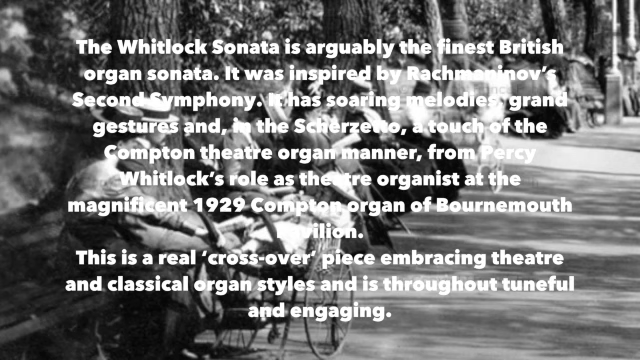 The Whitlock Sonata is arguably the finest British
organ sonata. It was inspired by Rachmaninov’s
Second Symphony. It has soaring melodies, grand
gestures and, in the Scherzetto, a touch of the
Compton theatre organ manner, from Percy
Whitlock’s role as theatre organist at the
magnificent 1929 Compton organ of Bournemouth
Pavilion.
This is a real ‘cross-over’ piece embracing theatre
and classical organ styles and is throughout tuneful
and engaging.